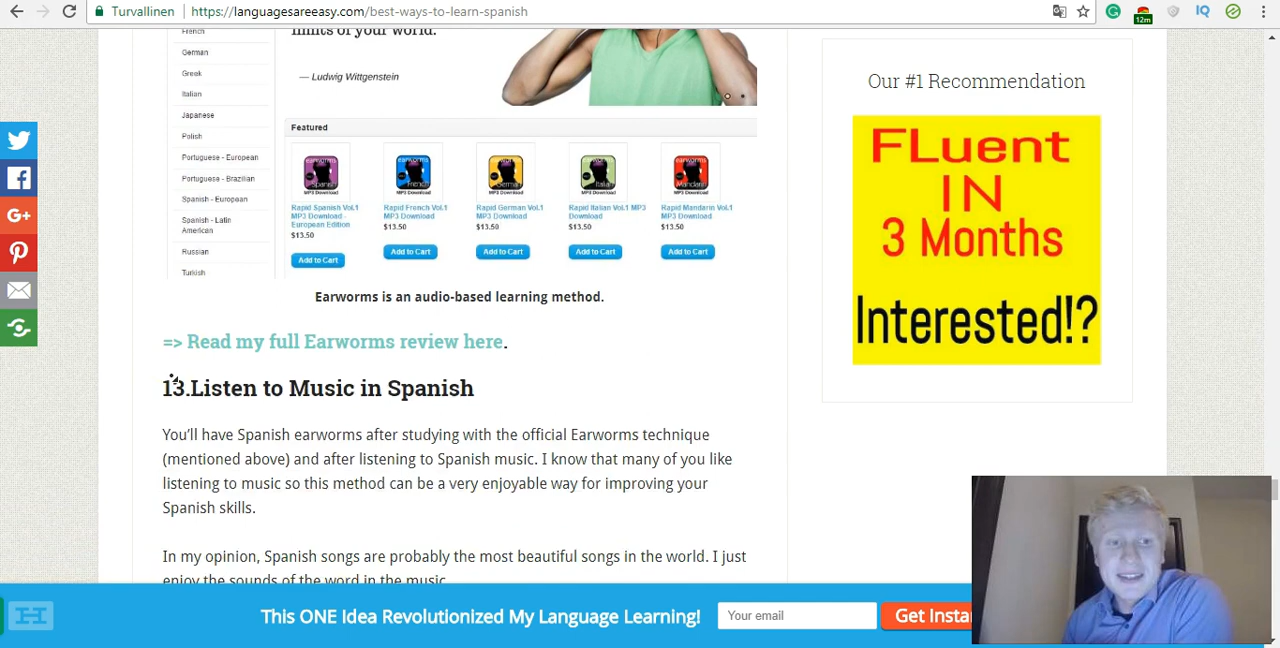 Turvallinen
https://languagesareeasy.com/best-ways-to-learn-spanish
12m
IQ
French
German
Greek
Italian
Japanese
Polish
Portuguese - European
Portuguese - Brazilian
Spanish - European
Spanish - Latin
American
Russian
Turkish
limits of your world.
— Ludwig Wittgenstein
Featured
Rapid Spanish Vol.1
MP3 Download -
European Edition
$13.50
Add to Cart
Rapid French Vol.1
MP3 Download
$13.50
Add to Cart
Rapid German Vol.1
MP3 Download
$13.50
Add to Cart
Rapid Italian Vol.1 MP3
Download
$13.50
Add to Cart
Rapid Mandarin Vol.1
MP3 Download
$13.50
Add to Cart
Earworms is an audio-based learning method.
=> Read my full Earworms review here.
13.Listen to Music in Spanish
You’ll have Spanish earworms after studying with the official Earworms technique
(mentioned above) and after listening to Spanish music. I know that many of you like
listening to music so this method can be a very enjoyable way for improving your
Spanish skills.
In my opinion, Spanish songs are probably the most beautiful songs in the world. I just
enjoy the sounds of the word in the music.
Our #1 Recommendation
FLuent
IN
3 Months
Interested!?
This ONE Idea Revolutionized My Language Learning!
Your email
Get Insta